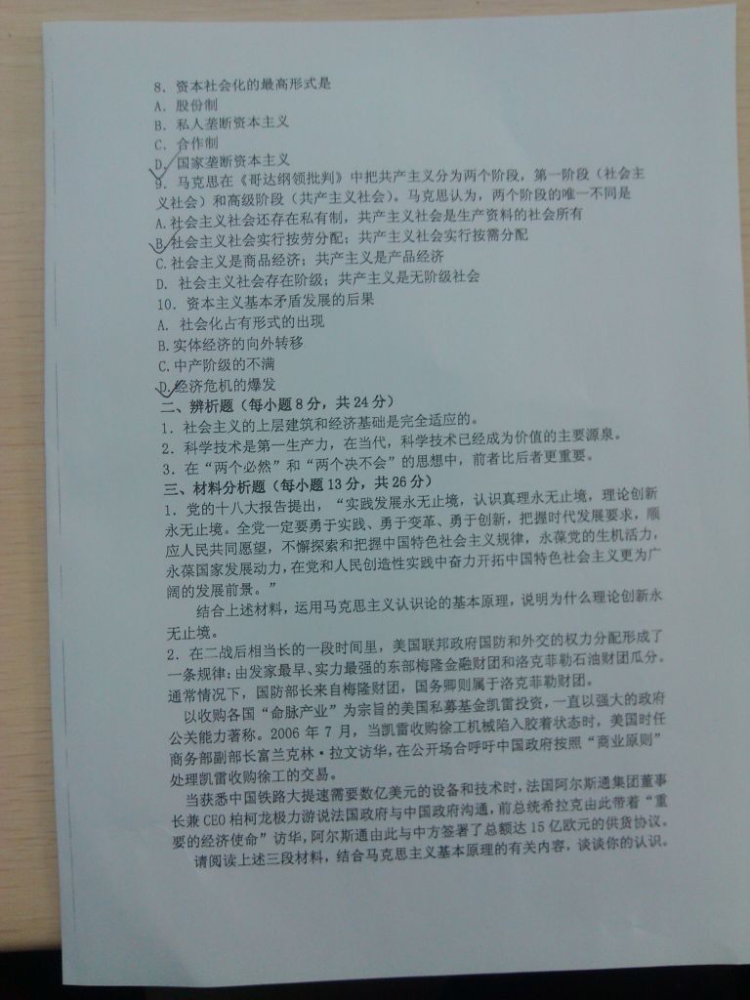 8. 资本社会化的最高形式是
A. 股份制
B. 私人垄断资本主义
C. 合作制
D. 国家垄断资本主义
9. 马克思在《哥达纲领批判》中把共产主义分为两个阶段，第一阶段（社会主
义社会）和高级阶段（共产主义社会）。马克思认为，两个阶段的唯一不同是
A.社会主义社会还存在私有制，共产主义社会是生产资料的社会所有
B.社会主义社会实行按劳分配；共产主义社会实行按需分配
C.社会主义是商品经济；共产主义是产品经济
D. 社会主义社会存在阶级；共产主义是无阶级社会
10. 资本主义基本矛盾发展的后果
A. 社会化占有形式的出现
B.实体经济的向外转移
C.中产阶级的不满
D.经济危机的爆发
二、辨析题（每小题8分，共24分）
1. 社会主义的上层建筑和经济基础是完全适应的。
2. 科学技术是第一生产力，在当代，科学技术已经成为价值的主要源泉。
3. 在“两个必然”和“两个决不会”的思想中，前者比后者更重要。
三、材料分析题（每小题13分，共26分）
1. 党的十八大报告提出，“实践发展永无止境，认识真理永无止境，理论创新
永无止境。全党一定要勇于实践、勇于变革、勇于创新，把握时代发展要求，顺
应人民共同愿望，不懈探索和把握中国特色社会主义规律，永葆党的生机活力，
永葆国家发展动力，在党和人民创造性实践中奋力开拓中国特色社会主义更为广
阔的发展前景。”
结合上述材料，运用马克思主义认识论的基本原理，说明为什么理论创新永
无止境。
2. 在二战后相当长的一段时间里，美国联邦政府国防和外交的权力分配形成了
一条规律：由发家最早、实力最强的东部梅隆金融财团和洛克菲勒石油财团瓜分。
通常情况下，国防部长来自梅隆财团，国务卿则属于洛克菲勒财团。
以收购各国“命脉产业”为宗旨的美国私募基金凯雷投资，一直以强大的政府
公关能力著称。2006 年 7 月，当凯雷收购徐工机械陷入胶着状态时，美国时任
商务部副部长富兰克林·拉文访华，在公开场合呼吁中国政府按照“商业原则”
处理凯雷收购徐工的交易。
当获悉中国铁路大提速需要数亿美元的设备和技术时，法国阿尔斯通集团董事
长兼 CEO 柏柯龙极力游说法国政府与中国政府沟通，前总统希拉克由此带着“重
要的经济使命”访华，阿尔斯通由此与中方签署了总额达 15 亿欧元的供货协议。
请阅读上述三段材料，结合马克思主义基本原理的有关内容，谈谈你的认识。